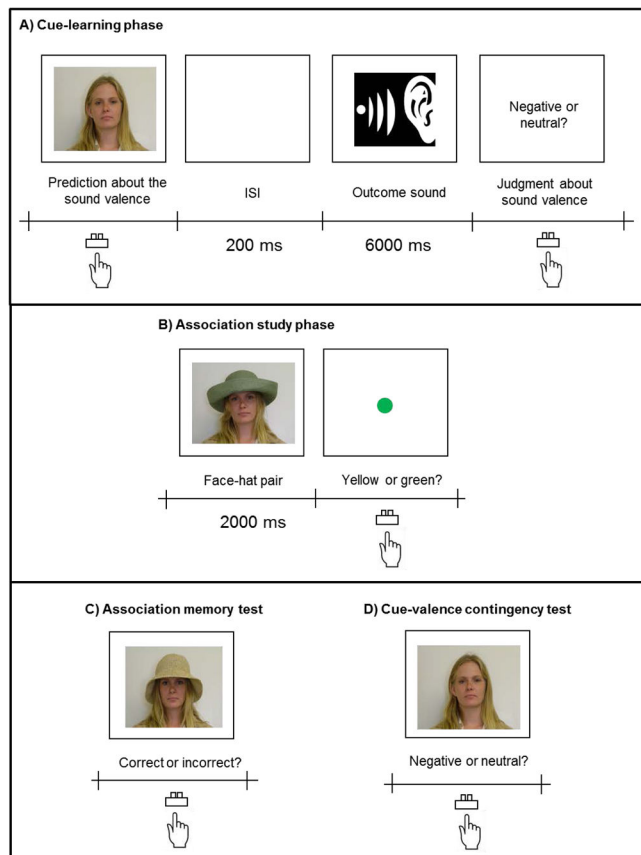 A) Cue-learning phase
Negative or
neutral?
Prediction about the
sound valence
ISI
Outcome sound
Judgment about
sound valence
200 ms
6000 ms
B) Association study phase
Face-hat pair
Yellow or green?
2000 ms
C) Association memory test
D) Cue-valence contingency test
Correct or incorrect?
Negative or neutral?